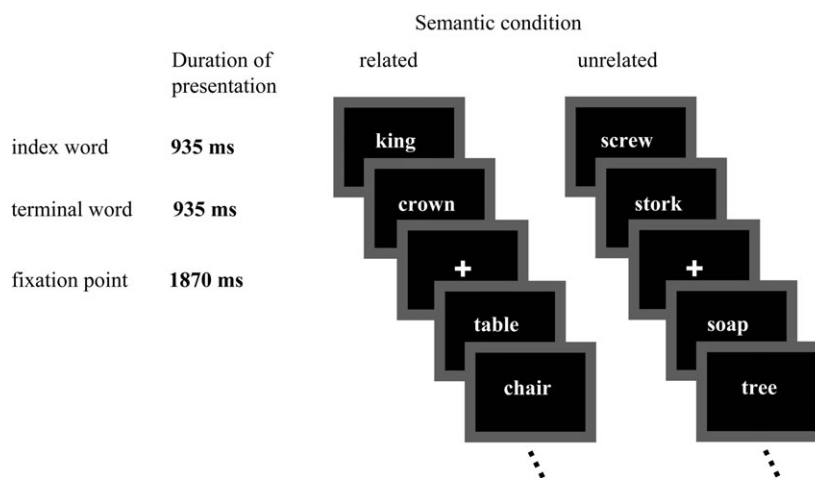 Semantic condition
Duration of
presentation
related
unrelated
index word
935 ms
king
screw
terminal word
935 ms
crown
stork
fixation point
1870 ms
+
+
table
soap
chair
tree